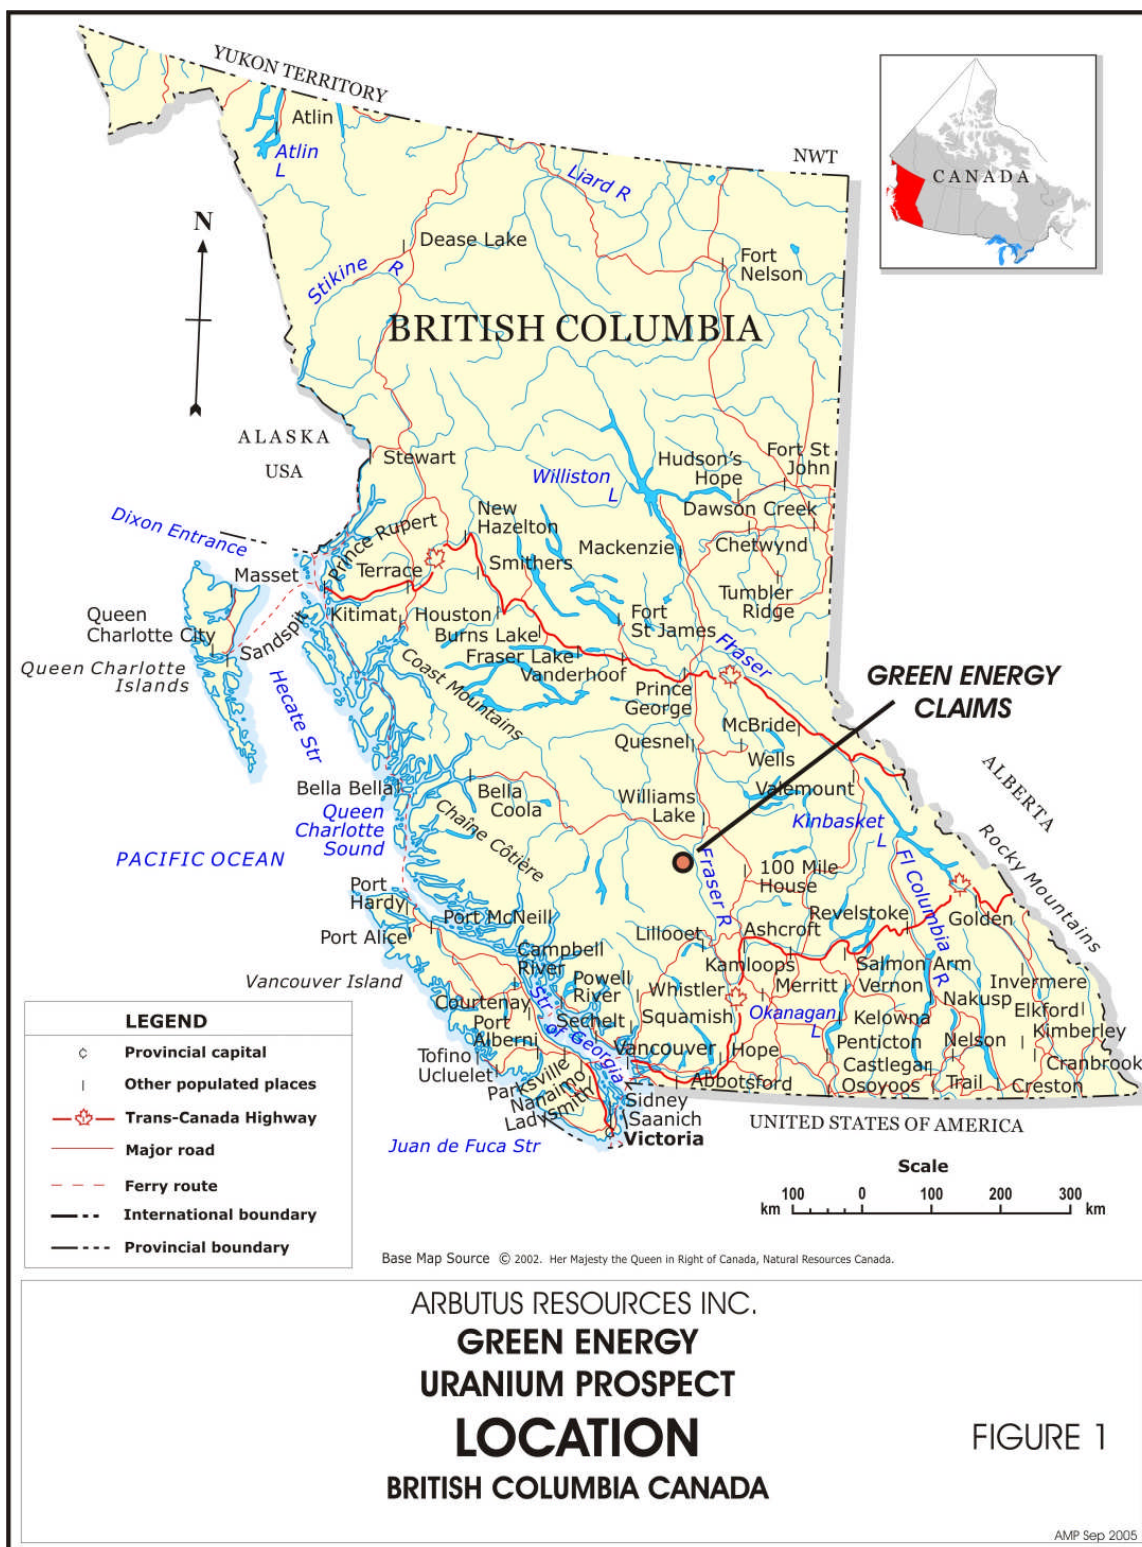 YUKON TERRITORY
NWT
CANADA
Atlin
Atlin
L
Liard R
N
Dease Lake
Stikine
R
Fort
Nelson
BRITISH COLUMBIA
ALASKA
USA
Stewart
Williston
L
Hudson's
Hope
Fort St
John
Dixon Entrance
Prince Rupert
New
Hazelton
Dawson Creek
Mackenzie
Chetwynd
Masset
Terrace
Smithers
Tumbler
Ridge
Queen
Charlotte City
Sandspit
Kitimat
Houston
Burns Lake
Fort
St James
Fraser
Queen Charlotte
Islands
Hecate Str
Coast Mountains
Fraser Lake
Vanderhoof
Prince
George
GREEN ENERGY
CLAIMS
McBride
Quesnel
Wells
ALBERTA
Bella Bella
Bella
Coola
Williams
Lake
Valemount
Kinbasket
L
Queen
Charlotte
Sound
Chaîne Côtière
Rocky Mountains
PACIFIC OCEAN
Fraser R
100 Mile
House
Fl Columbia
R
Port
Hardy
Port McNeill
Revelstoke
Golden
Port Alice
Campbell
River
Lillooet
Ashcroft
Vancouver Island
Powell
River
Kamloops
Salmon Arm
Invermere
Courtenay
Str of Georgia
Whistler
Merritt
Vernon
Nakusp
Elkford
Port
Alberni
Sechelt
Squamish
Okanagan
L
Kelowna
Kimberley
Tofino
Ucluelet
Vancouver
Hope
Penticton
Nelson
Cranbrook
Parksville
Nanaimo
Ladysmith
Abbotsford
Castlegar
Osoyoos
Trail
Creston
Sidney
Saanich
Victoria
Juan de Fuca Str
UNITED STATES OF AMERICA
LEGEND
Provincial capital
Other populated places
Trans-Canada Highway
Major road
Ferry route
International boundary
Provincial boundary
Scale
100 0 100 200 300
km km
Base Map Source © 2002. Her Majesty the Queen in Right of Canada, Natural Resources Canada.
ARBUTUS RESOURCES INC.
GREEN ENERGY
URANIUM PROSPECT
LOCATION
BRITISH COLUMBIA CANADA
FIGURE 1
AMP Sep 2005